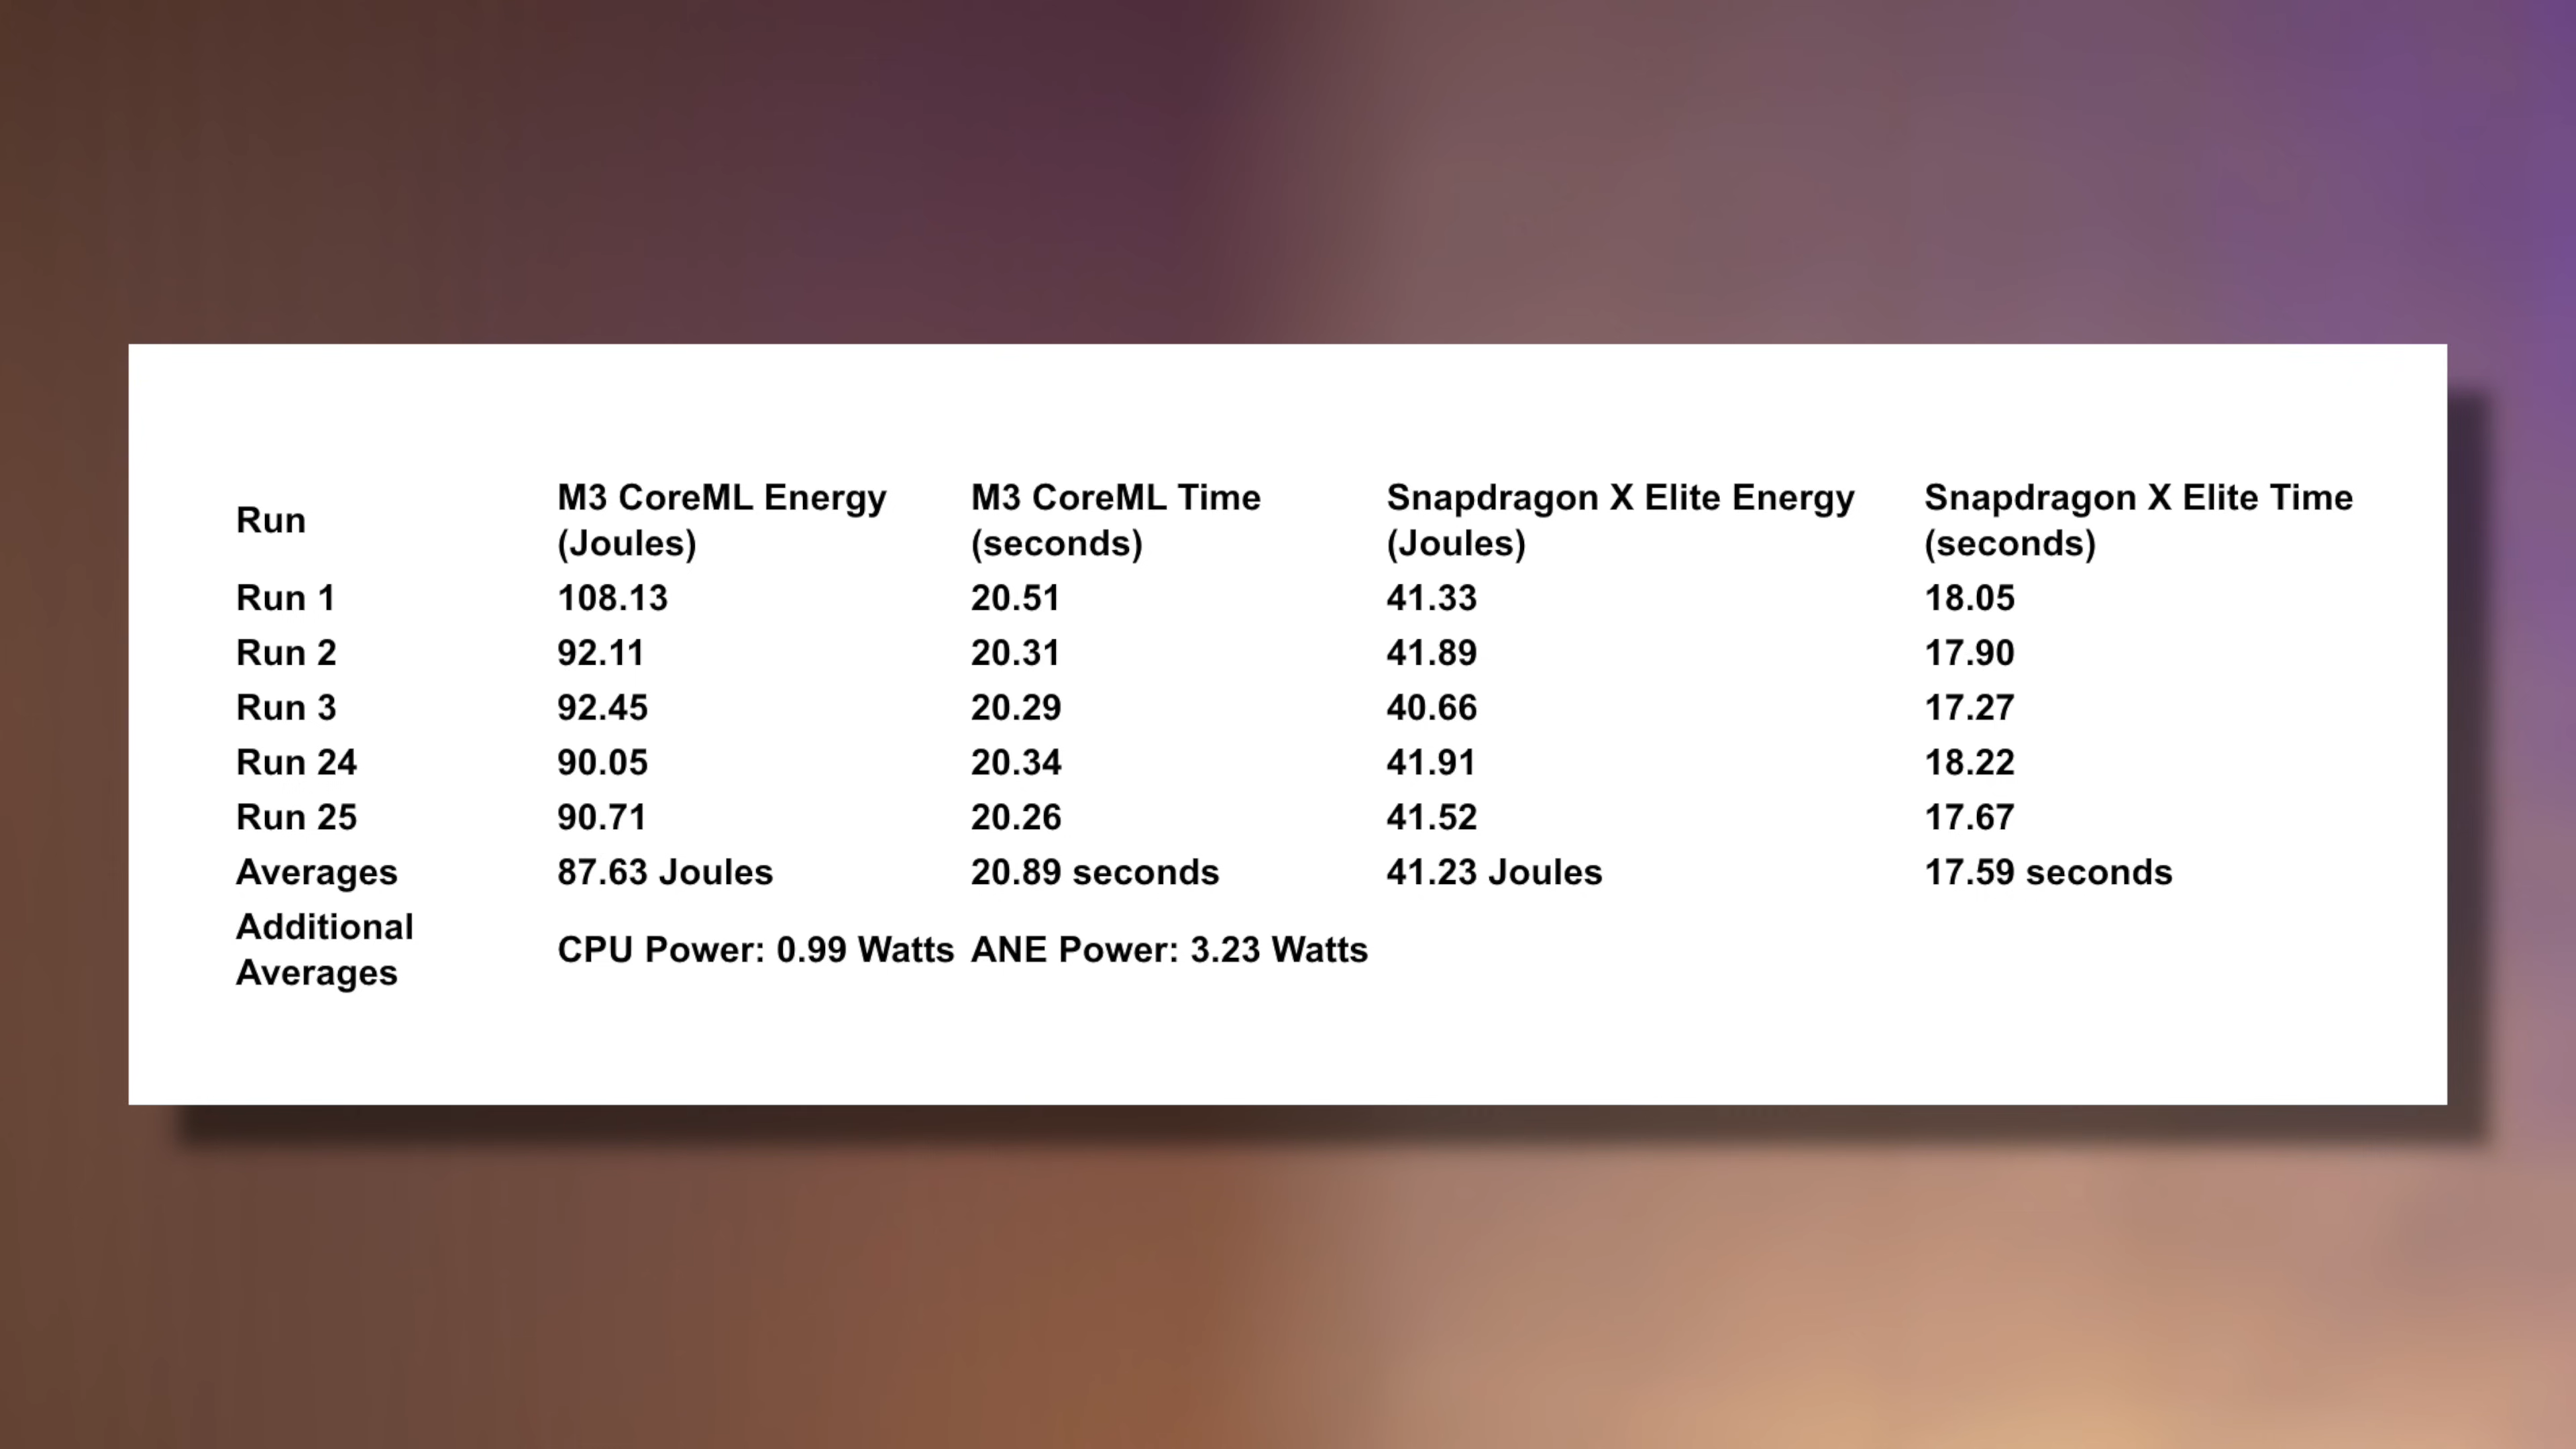 Run M3 CoreML Energy (Joules) M3 CoreML Time (seconds) Snapdragon X Elite Energy (Joules) Snapdragon X Elite Time (seconds)
Run 1 108.13 20.51 41.33 18.05
Run 2 92.11 20.31 41.89 17.90
Run 3 92.45 20.29 40.66 17.27
Run 24 90.05 20.34 41.91 18.22
Run 25 90.71 20.26 41.52 17.67
Averages 87.63 Joules 20.89 seconds 41.23 Joules 17.59 seconds
Additional Averages CPU Power: 0.99 Watts ANE Power: 3.23 Watts